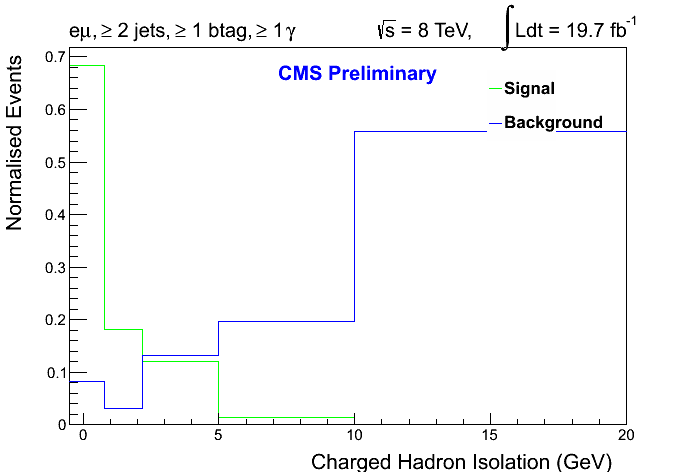 eμ, ≥ 2 jets, ≥ 1 btag, ≥ 1 γ √s = 8 TeV, ∫Ldt = 19.7 fb⁻¹
CMS Preliminary
Signal
Background
Normalised Events
0.7
0.6
0.5
0.4
0.3
0.2
0.1
0
0 5 10 15 20
Charged Hadron Isolation (GeV)